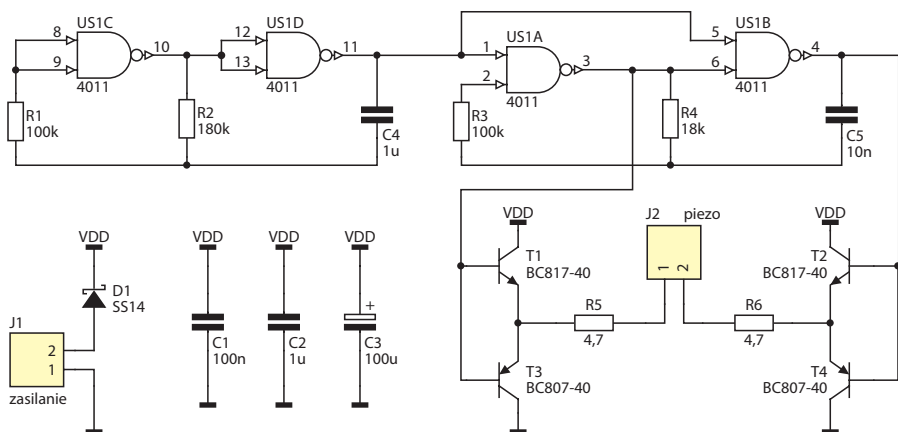 US1C
8
9
10
4011
US1D
12
13
11
4011
R1
100k
R2
180k
C4
1u
US1A
1
2
3
4011
US1B
5
6
4
4011
R3
100k
R4
18k
C5
10n
VDD
D1
SS14
J1
2
1
zasilanie
VDD
C1
100n
VDD
C2
1u
VDD
+
C3
100u
VDD
T1
BC817-40
J2 piezo
1
2
VDD
T2
BC817-40
R5
4,7
R6
4,7
T3
BC807-40
T4
BC807-40